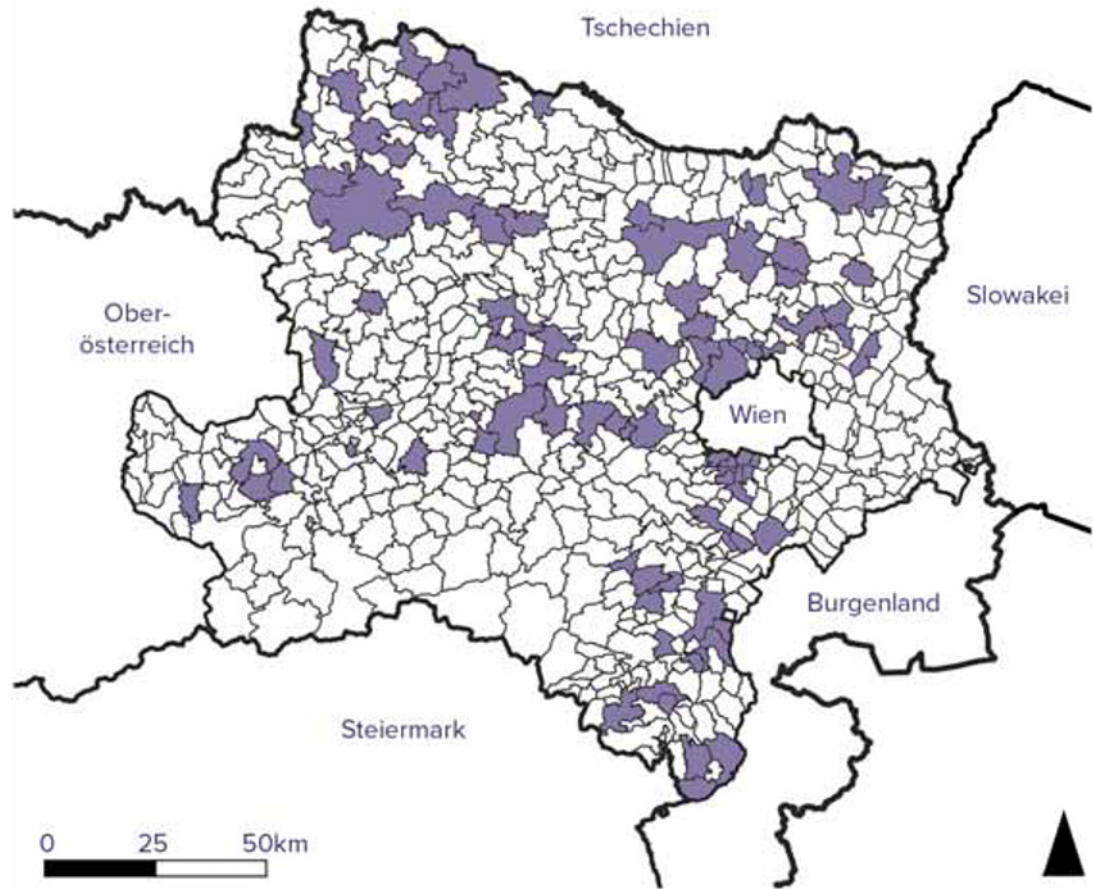 Tschechien
Slowakei
Ober-
österreich
Wien
Burgenland
Steiermark
0 25 50km